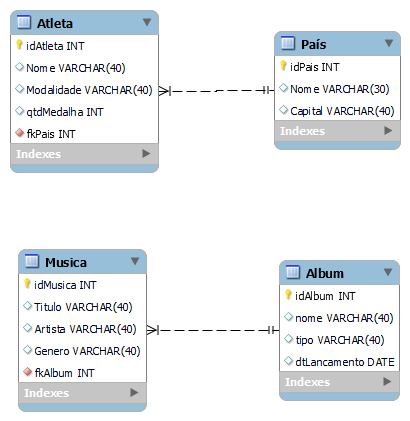 Atleta
idAtleta INT
Nome VARCHAR(40)
Modalidade VARCHAR(40)
qtdMedalha INT
fkPais INT
Indexes
País
idPais INT
Nome VARCHAR(30)
Capital VARCHAR(40)
Indexes
Musica
idMusica INT
Titulo VARCHAR(40)
Artista VARCHAR(40)
Genero VARCHAR(40)
fkAlbum INT
Indexes
Album
idAlbum INT
nome VARCHAR(40)
tipo VARCHAR(40)
dtLancamento DATE
Indexes